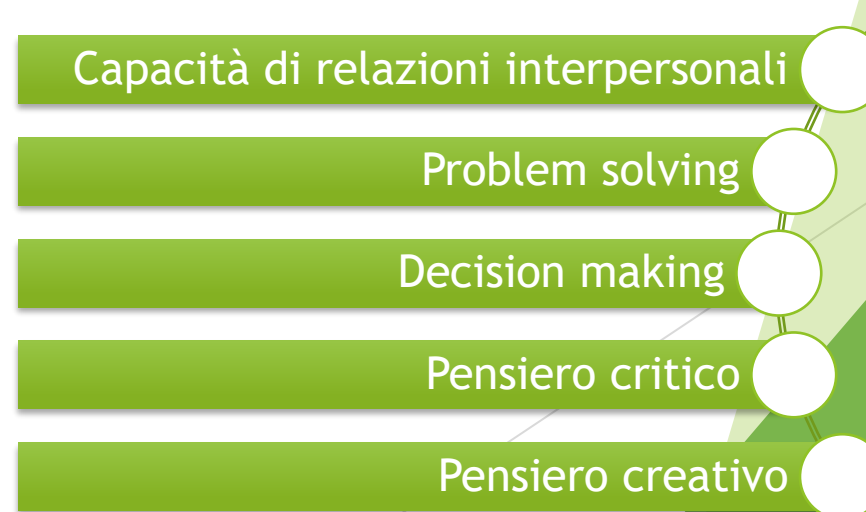 Capacità di relazioni interpersonali
Problem solving
Decision making
Pensiero critico
Pensiero creativo